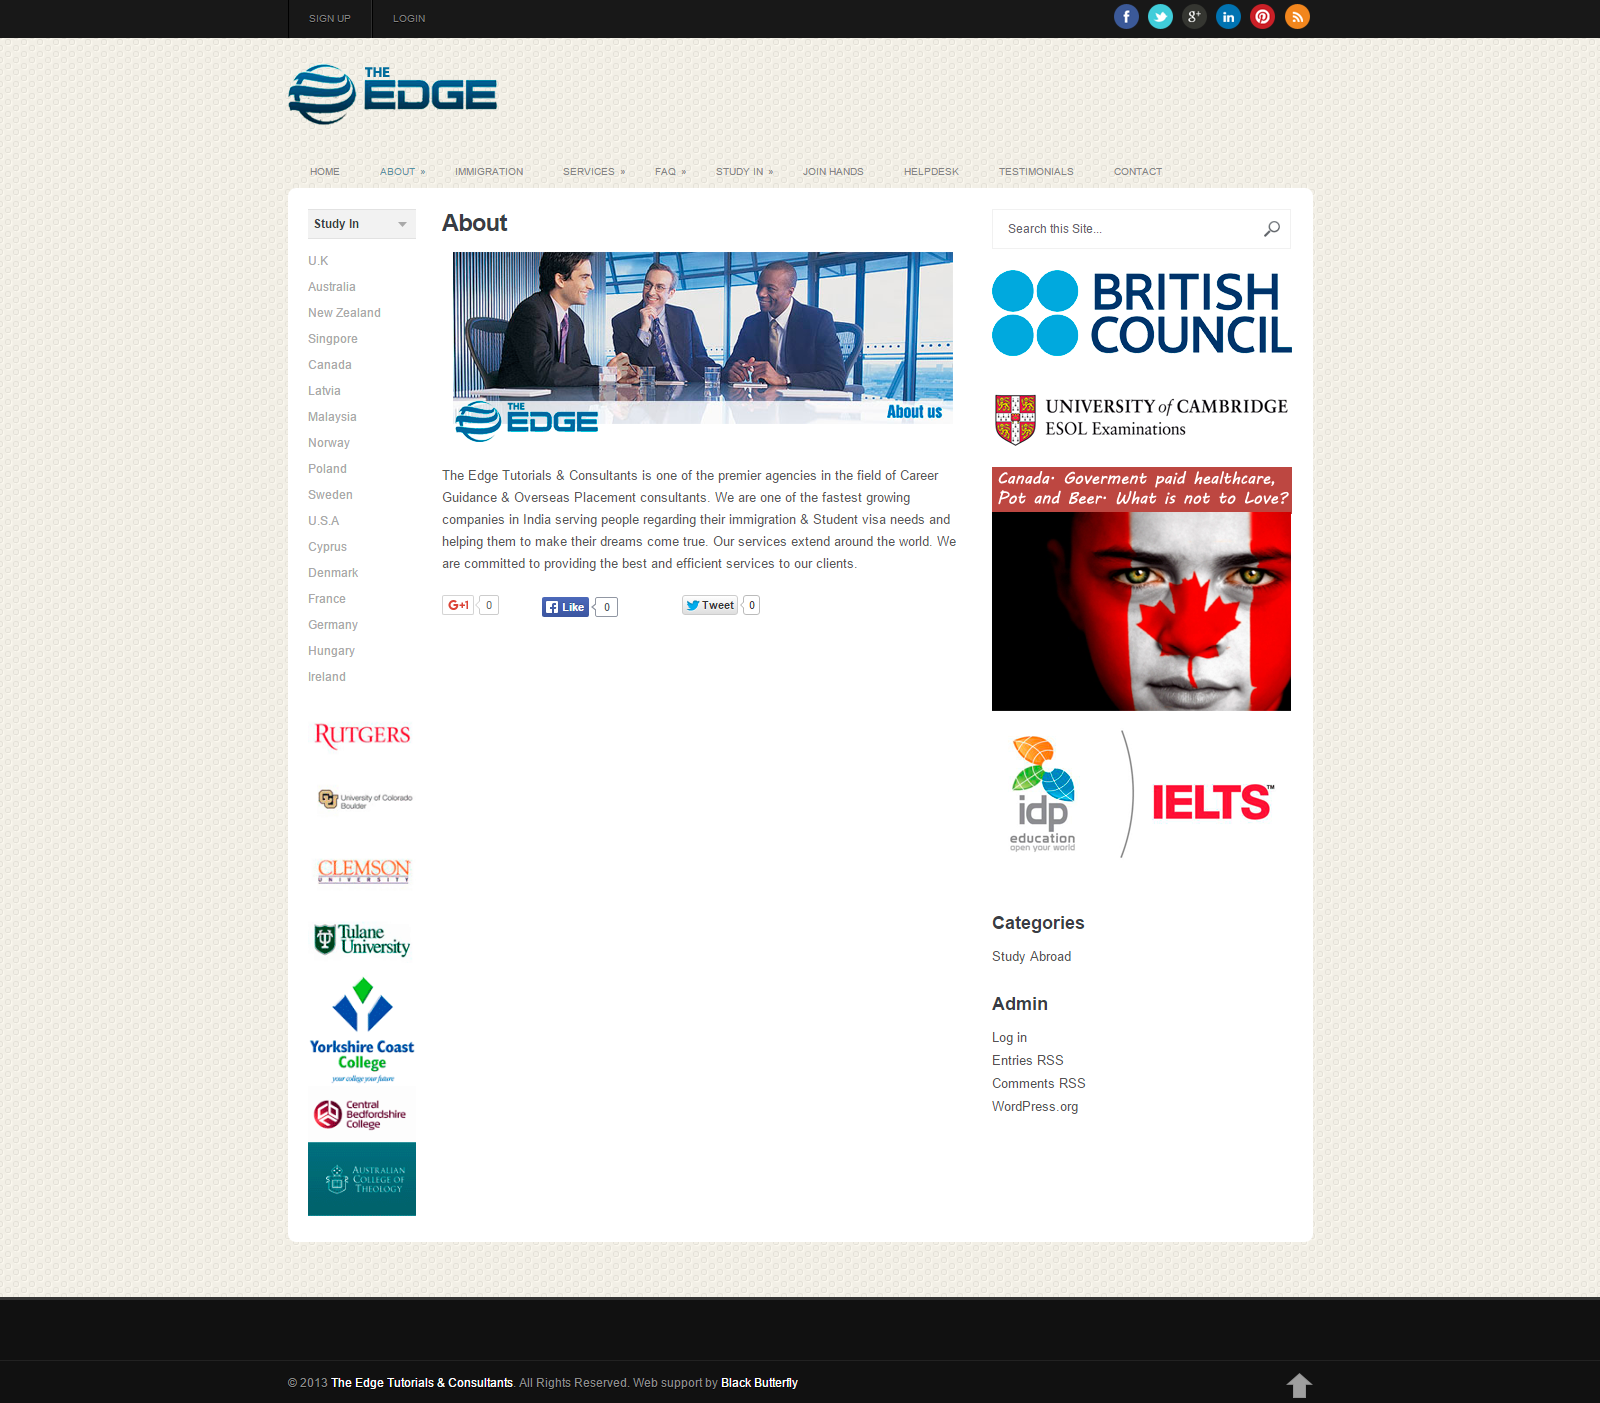 SIGN UP
LOGIN
THE
EDGE
HOME
ABOUT »
IMMIGRATION
SERVICES »
FAQ »
STUDY IN »
JOIN HANDS
HELPDESK
TESTIMONIALS
CONTACT
Study In
U.K
Australia
New Zealand
Singpore
Canada
Latvia
Malaysia
Norway
Poland
Sweden
U.S.A
Cyprus
Denmark
France
Germany
Hungary
Ireland
RUTGERS
University of Colorado
Boulder
CLEMSON
UNIVERSITY
Tulane
University
Yorkshire Coast
College
your college your future
Central
Bedfordshire
College
AUSTRALIAN
COLLEGE OF
THEOLOGY
About
THE
EDGE
About us
The Edge Tutorials & Consultants is one of the premier agencies in the field of Career
Guidance & Overseas Placement consultants. We are one of the fastest growing
companies in India serving people regarding their immigration & Student visa needs and
helping them to make their dreams come true. Our services extend around the world. We
are committed to providing the best and efficient services to our clients.
G+1 0
Like 0
Tweet 0
Search this Site...
BRITISH
COUNCIL
UNIVERSITY of CAMBRIDGE
ESOL Examinations
Canada. Goverment paid healthcare,
Pot and Beer. What is not to Love?
idp
education
open your world
IELTS™
Categories
Study Abroad
Admin
Log in
Entries RSS
Comments RSS
WordPress.org
© 2013 The Edge Tutorials & Consultants. All Rights Reserved. Web support by Black Butterfly